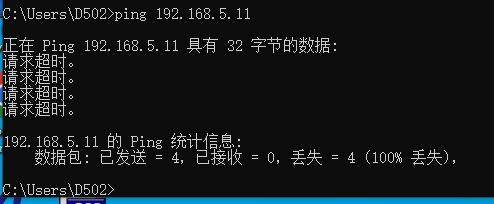 C:\Users\D502>ping 192.168.5.11
正在 Ping 192.168.5.11 具有 32 字节的数据:
请求超时。
请求超时。
请求超时。
请求超时。
192.168.5.11 的 Ping 统计信息:
数据包: 已发送 = 4, 已接收 = 0, 丢失 = 4 (100% 丢失),
C:\Users\D502>